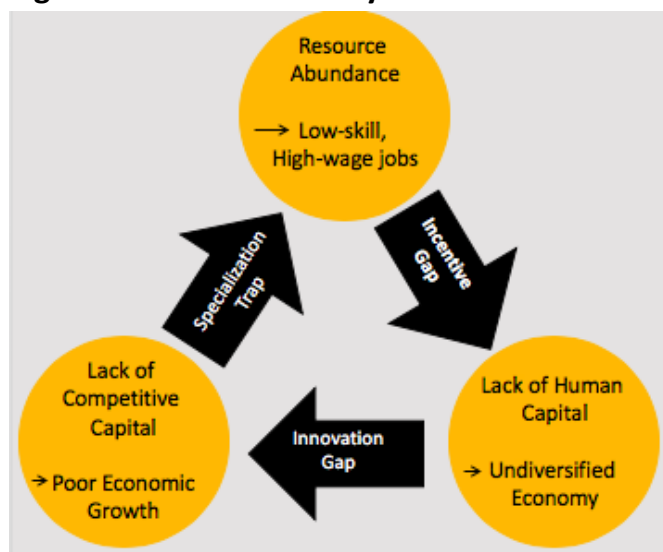 Resource
Abundance
→ Low-skill,
High-wage jobs
Incentive
Gap
Lack of Human
Capital
→ Undiversified
Economy
Innovation
Gap
Lack of
Competitive
Capital
→ Poor Economic
Growth
Specialization
Trap